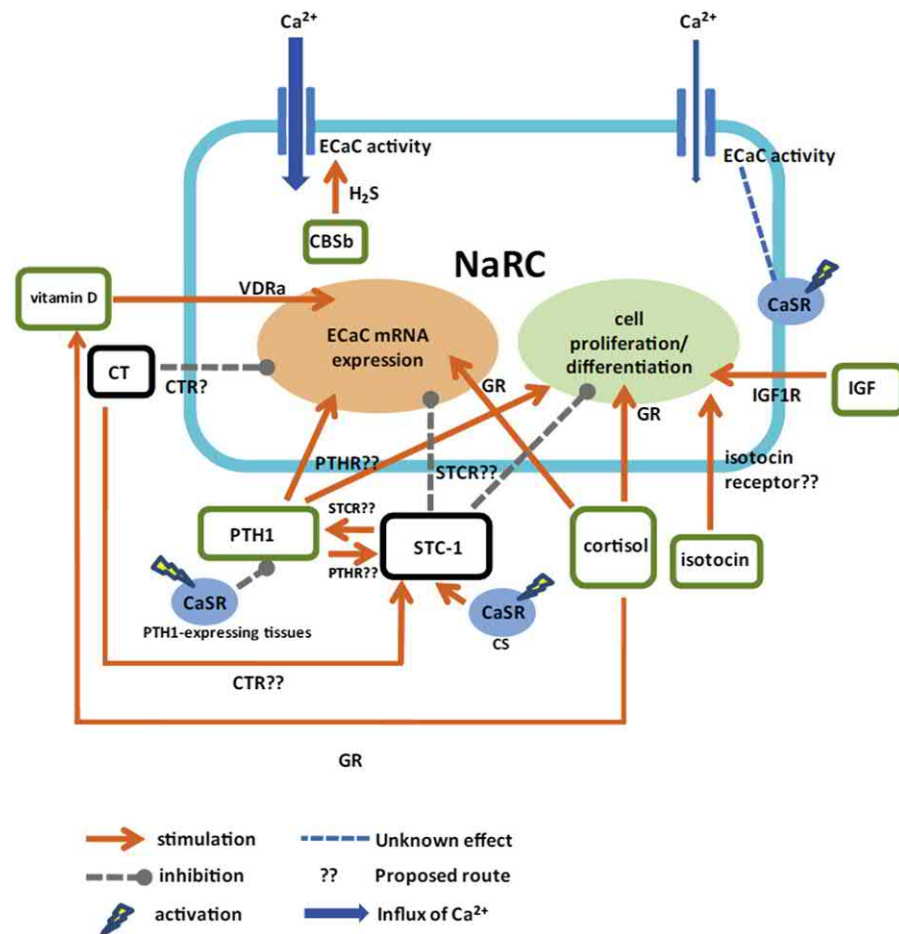 Ca²⁺
Ca²⁺
ECaC activity
ECaC activity
H₂S
CBSb
NaRC
vitamin D
VDRa
CaSR
ECaC mRNA
expression
cell
proliferation/
differentiation
CT
CTR?
GR
GR
IGF1R
IGF
PTHR??
STCR??
isotocin
receptor??
STCR??
PTH1
STC-1
cortisol
isotocin
PTHR??
CaSR
CaSR
PTH1-expressing tissues
CS
CTR??
GR
stimulation
Unknown effect
inhibition
?? Proposed route
activation
Influx of Ca²⁺